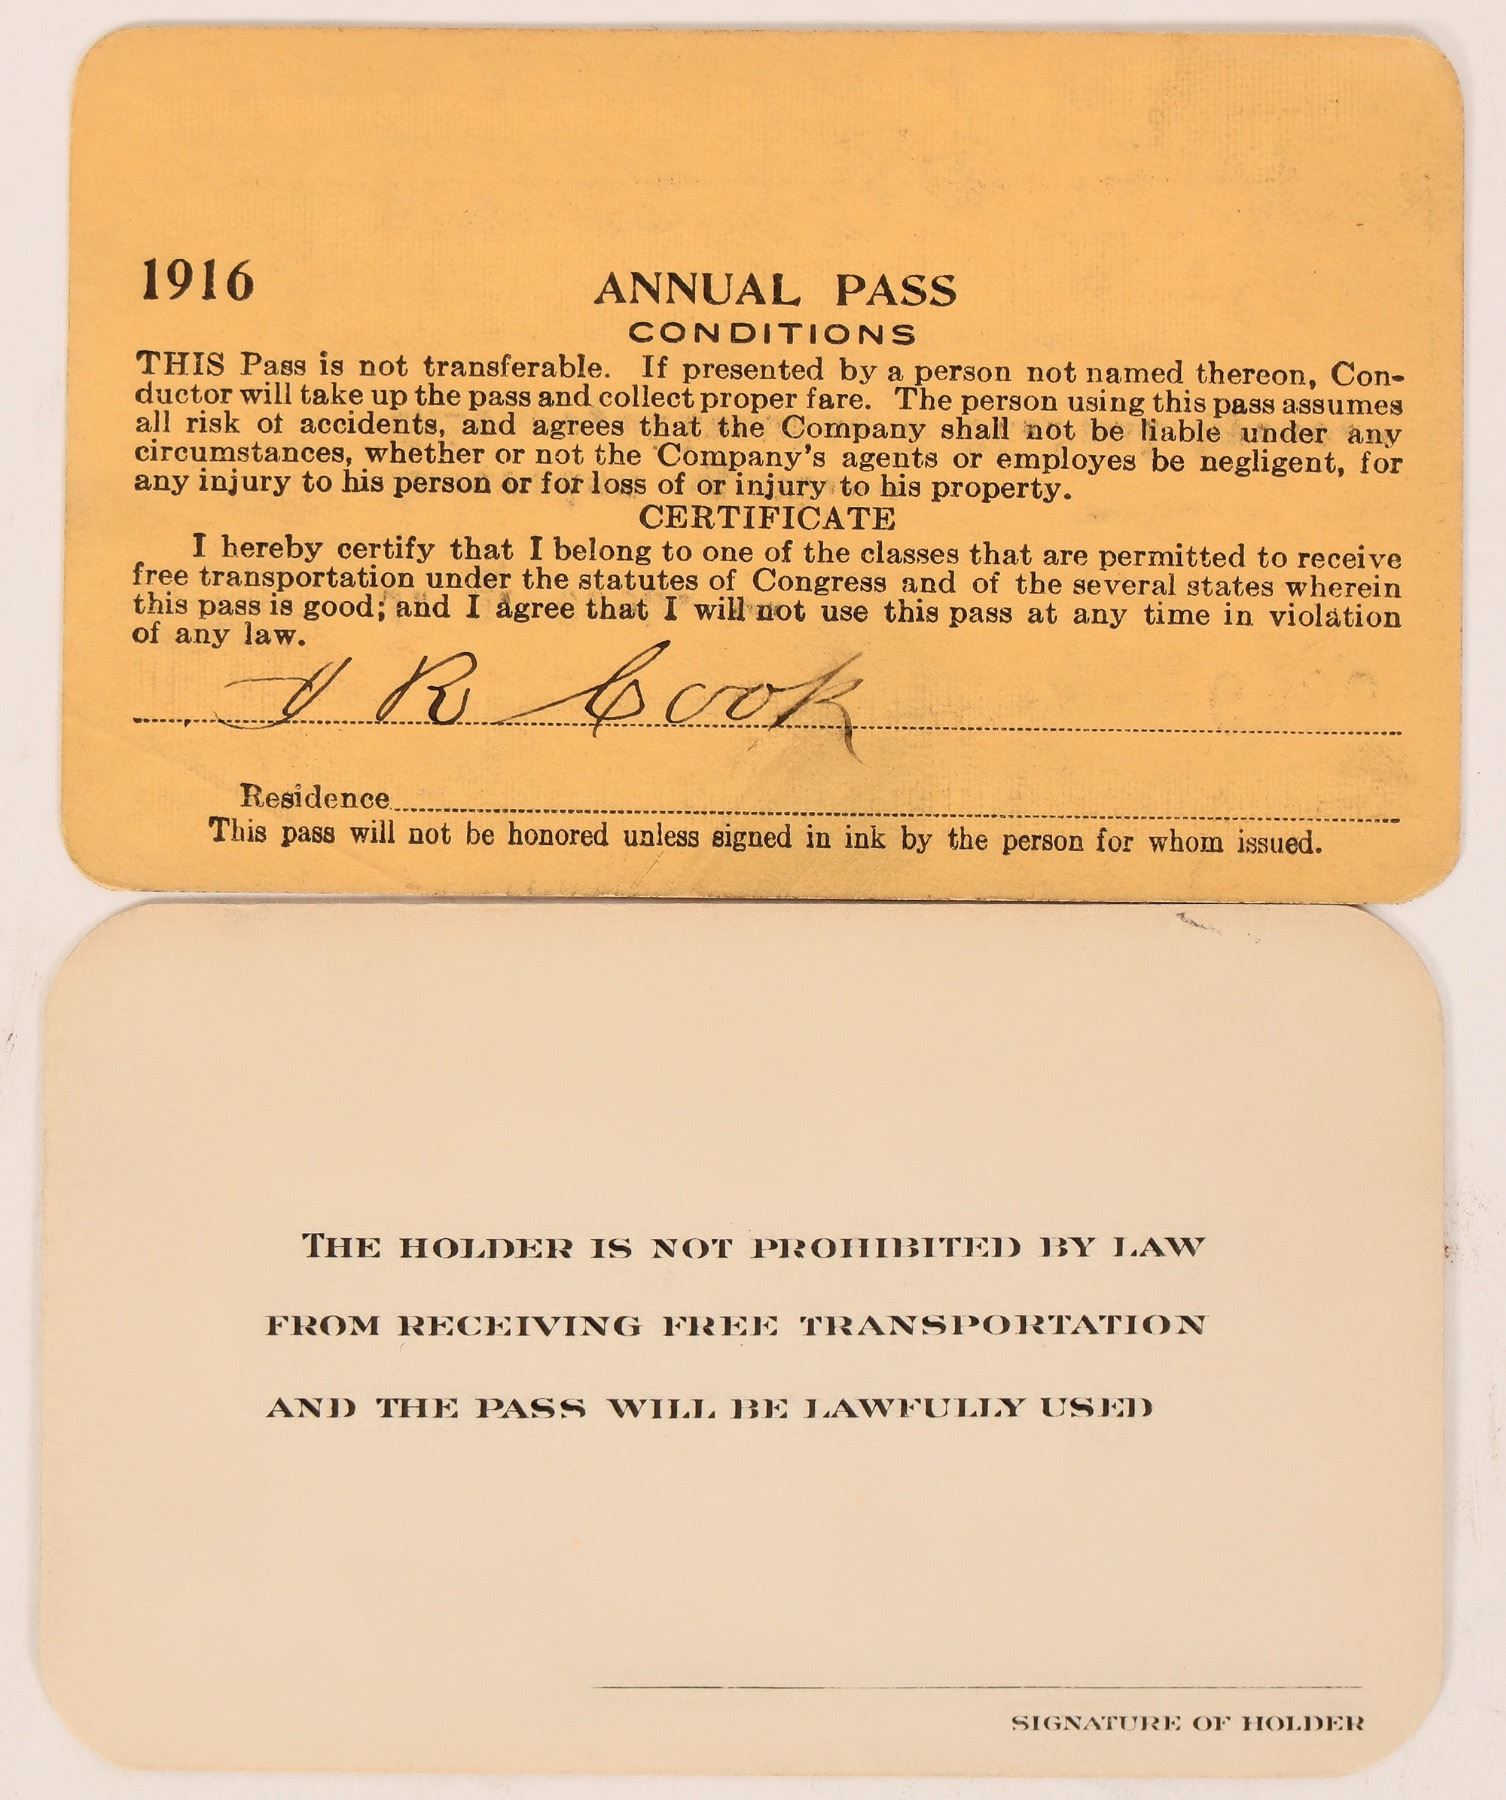 1916
ANNUAL PASS
CONDITIONS
THIS Pass is not transferable. If presented by a person not named thereon, Con-
ductor will take up the pass and collect proper fare. The person using this pass assumes
all risk of accidents, and agrees that the Company shall not be liable under any
circumstances, whether or not the Company's agents or employes be negligent, for
any injury to his person or for loss of or injury to his property.
CERTIFICATE
I hereby certify that I belong to one of the classes that are permitted to receive
free transportation under the statutes of Congress and of the several states wherein
this pass is good; and I agree that I will not use this pass at any time in violation
of any law.
R Cook
Residence
This pass will not be honored unless signed in ink by the person for whom issued.
THE HOLDER IS NOT PROHIBITED BY LAW
FROM RECEIVING FREE TRANSPORTATION
AND THE PASS WILL BE LAWFULLY USED
SIGNATURE OF HOLDER